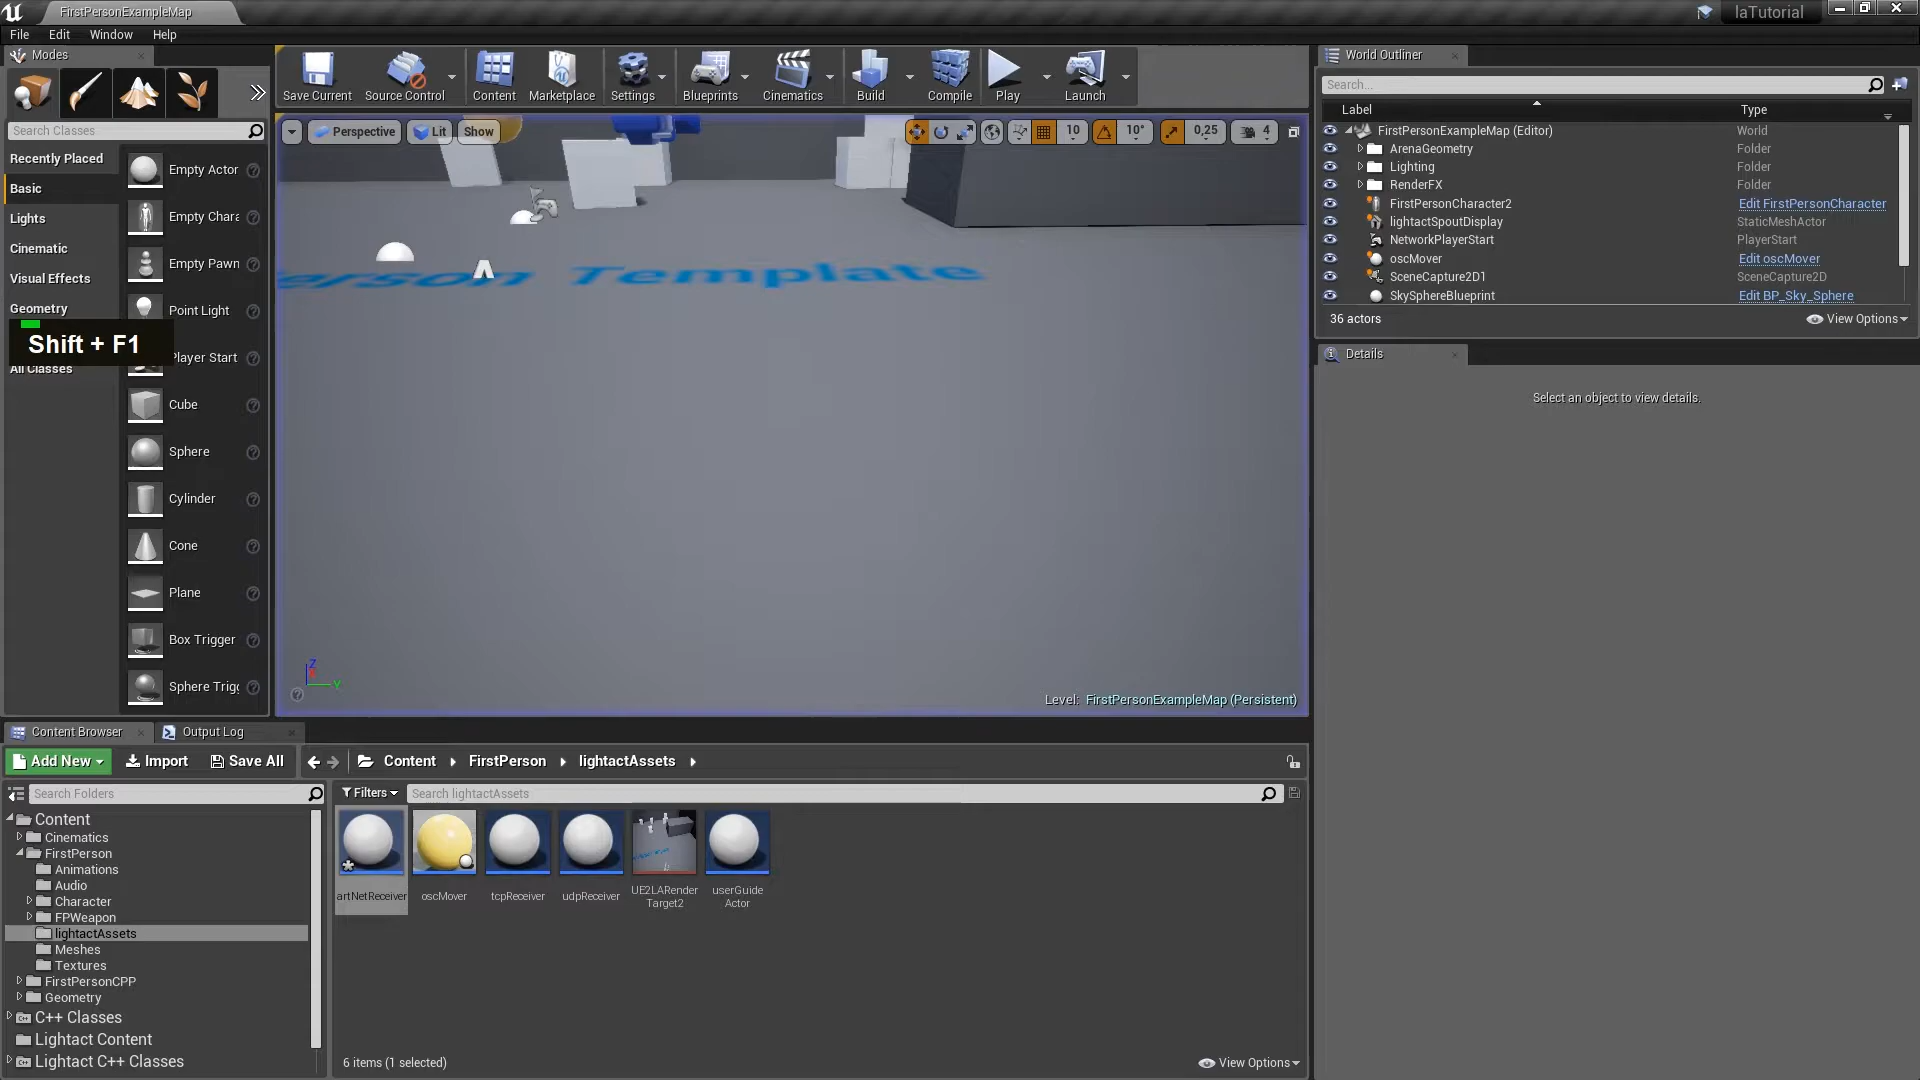 FirstPersonExampleMap
laTutorial
File
Edit
Window
Help
Modes
Search Classes
Recently Placed
Basic
Lights
Cinematic
Visual Effects
Geometry
Shift + F1
All Classes
Empty Actor
Empty Chara
Empty Pawn
Point Light
Player Start
Cube
Sphere
Cylinder
Cone
Plane
Box Trigger
Sphere Trigg
Save Current
Source Control
Content
Marketplace
Settings
Blueprints
Cinematics
Build
Compile
Play
Launch
Perspective
Lit
Show
10
10°
0,25
4
erson Template
Z
Y
Level: FirstPersonExampleMap (Persistent)
World Outliner
Search...
Label
Type
FirstPersonExampleMap (Editor)
World
ArenaGeometry
Folder
Lighting
Folder
RenderFX
Folder
FirstPersonCharacter2
Edit FirstPersonCharacter
lightactSpoutDisplay
StaticMeshActor
NetworkPlayerStart
PlayerStart
oscMover
Edit oscMover
SceneCapture2D1
SceneCapture2D
SkySphereBlueprint
Edit BP_Sky_Sphere
36 actors
View Options
Details
Select an object to view details.
Content Browser
Output Log
Add New
Import
Save All
Content
FirstPerson
lightactAssets
Search Folders
Filters
Search lightactAssets
Content
Cinematics
FirstPerson
Animations
Audio
Character
FPWeapon
lightactAssets
Meshes
Textures
FirstPersonCPP
Geometry
C++ Classes
Lightact Content
Lightact C++ Classes
artNetReceiver
oscMover
tcpReceiver
udpReceiver
UE2LARender
Target2
userGuide
Actor
6 items (1 selected)
View Options